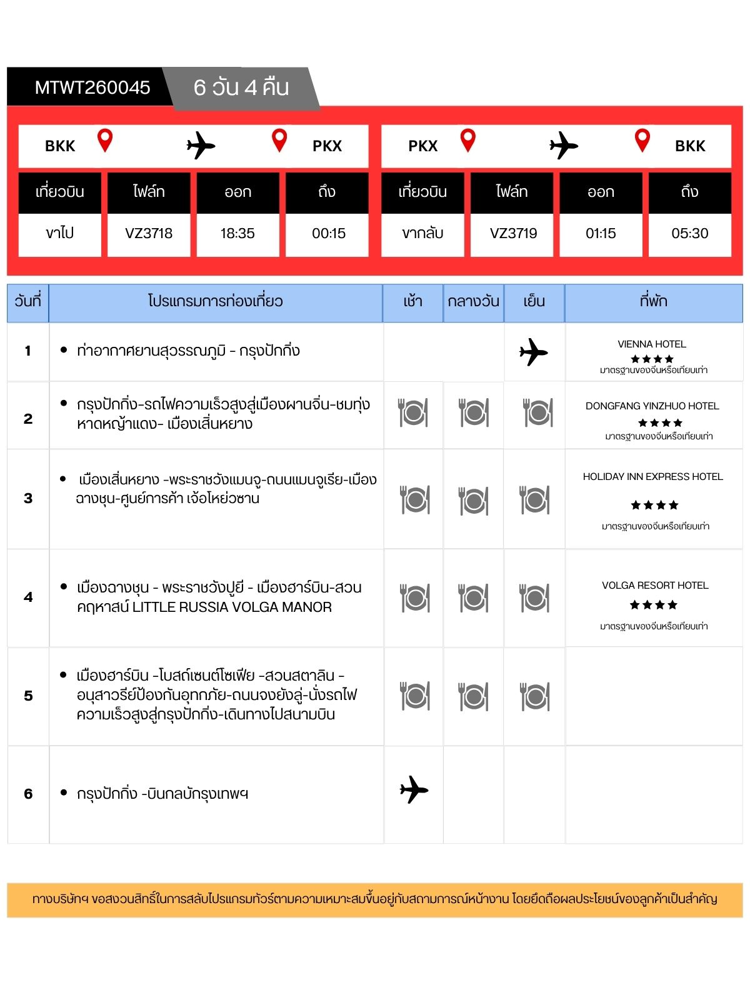 MTWT260045
6 วัน 4 คืน
BKK
PKX
PKX
BKK
เที่ยวบิน
ไฟล์ท
ออก
ถึง
เที่ยวบิน
ไฟล์ท
ออก
ถึง
ขาไป
VZ3718
18:35
00:15
ขากลับ
VZ3719
01:15
05:30
วันที่
โปรแกรมการท่องเที่ยว
เช้า
กลางวัน
เย็น
ที่พัก
1
• ท่าอากาศยานสุวรรณภูมิ - กรุงปักกิ่ง
VIENNA HOTEL
มาตรฐานของจีนหรือเทียบเท่า
2
• กรุงปักกิ่ง-รถไฟความเร็วสูงสู่เมืองผานจิ่น-ชมทุ่ง
หาดหญ้าแดง- เมืองเสิ่นหยาง
DONGFANG YINZHUO HOTEL
มาตรฐานของจีนหรือเทียบเท่า
3
• เมืองเสิ่นหยาง -พระราชวังแมนจู-ถนนแมนจูเรีย-เมือง
ฉางชุน-ศูนย์การค้า เจ้อโหย่วซาน
HOLIDAY INN EXPRESS HOTEL
มาตรฐานของจีนหรือเทียบเท่า
4
• เมืองฉางชุน - พระราชวังปูยี - เมืองฮาร์บิน-สวน
คฤหาสน์ LITTLE RUSSIA VOLGA MANOR
VOLGA RESORT HOTEL
มาตรฐานของจีนหรือเทียบเท่า
5
• เมืองฮาร์บิน -โบสถ์เซนต์โซเฟีย -สวนสตาลิน -
อนุสาวรีย์ป้องกันอุทกภัย-ถนนจงยังลู่-นั่งรถไฟ
ความเร็วสูงสู่กรุงปักกิ่ง-เดินทางไปสนามบิน
6
• กรุงปักกิ่ง -บินกลบักรุงเทพฯ
ทางบริษัทฯ ขอสงวนสิทธิ์ในการสลับโปรแกรมทัวร์ตามความเหมาะสมขึ้นอยู่กับสถามการณ์หน้างาน โดยยึดถือผลประโยชน์ของลูกค้าเป็นสำคัญ